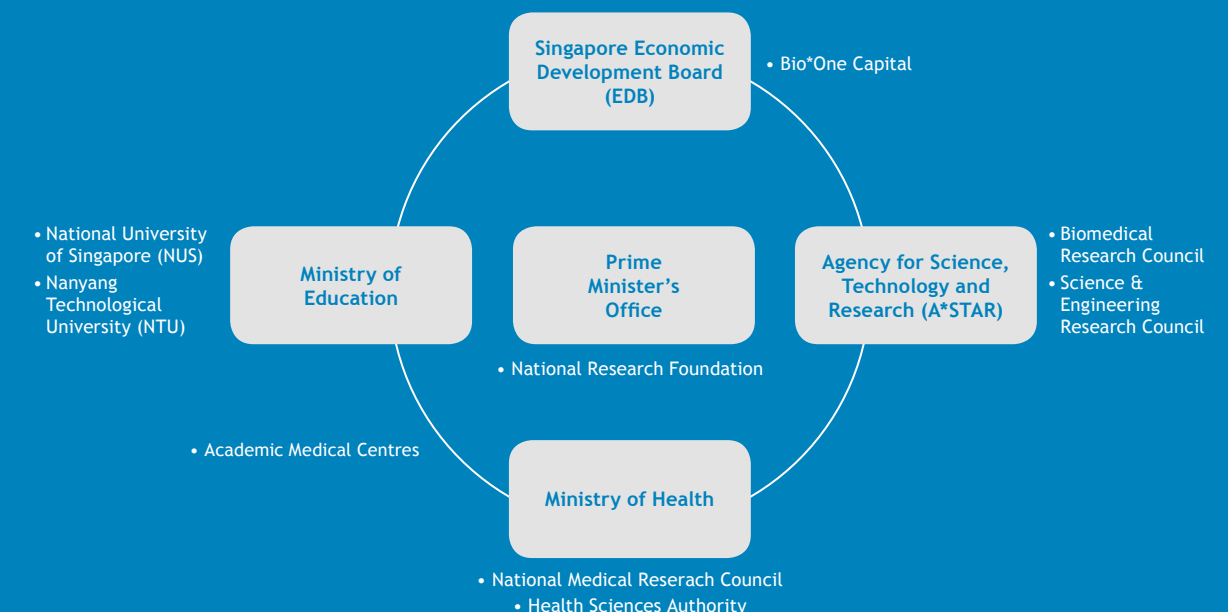 Singapore Economic
Development Board
(EDB)
• Bio*One Capital
• National University
of Singapore (NUS)
• Nanyang
Technological
University (NTU)
Ministry of
Education
Prime
Minister’s
Office
• National Research Foundation
Agency for Science,
Technology and
Research (A*STAR)
• Biomedical
Research Council
• Science &
Engineering
Research Council
• Academic Medical Centres
Ministry of Health
• National Medical Reserach Council
• Health Sciences Authority